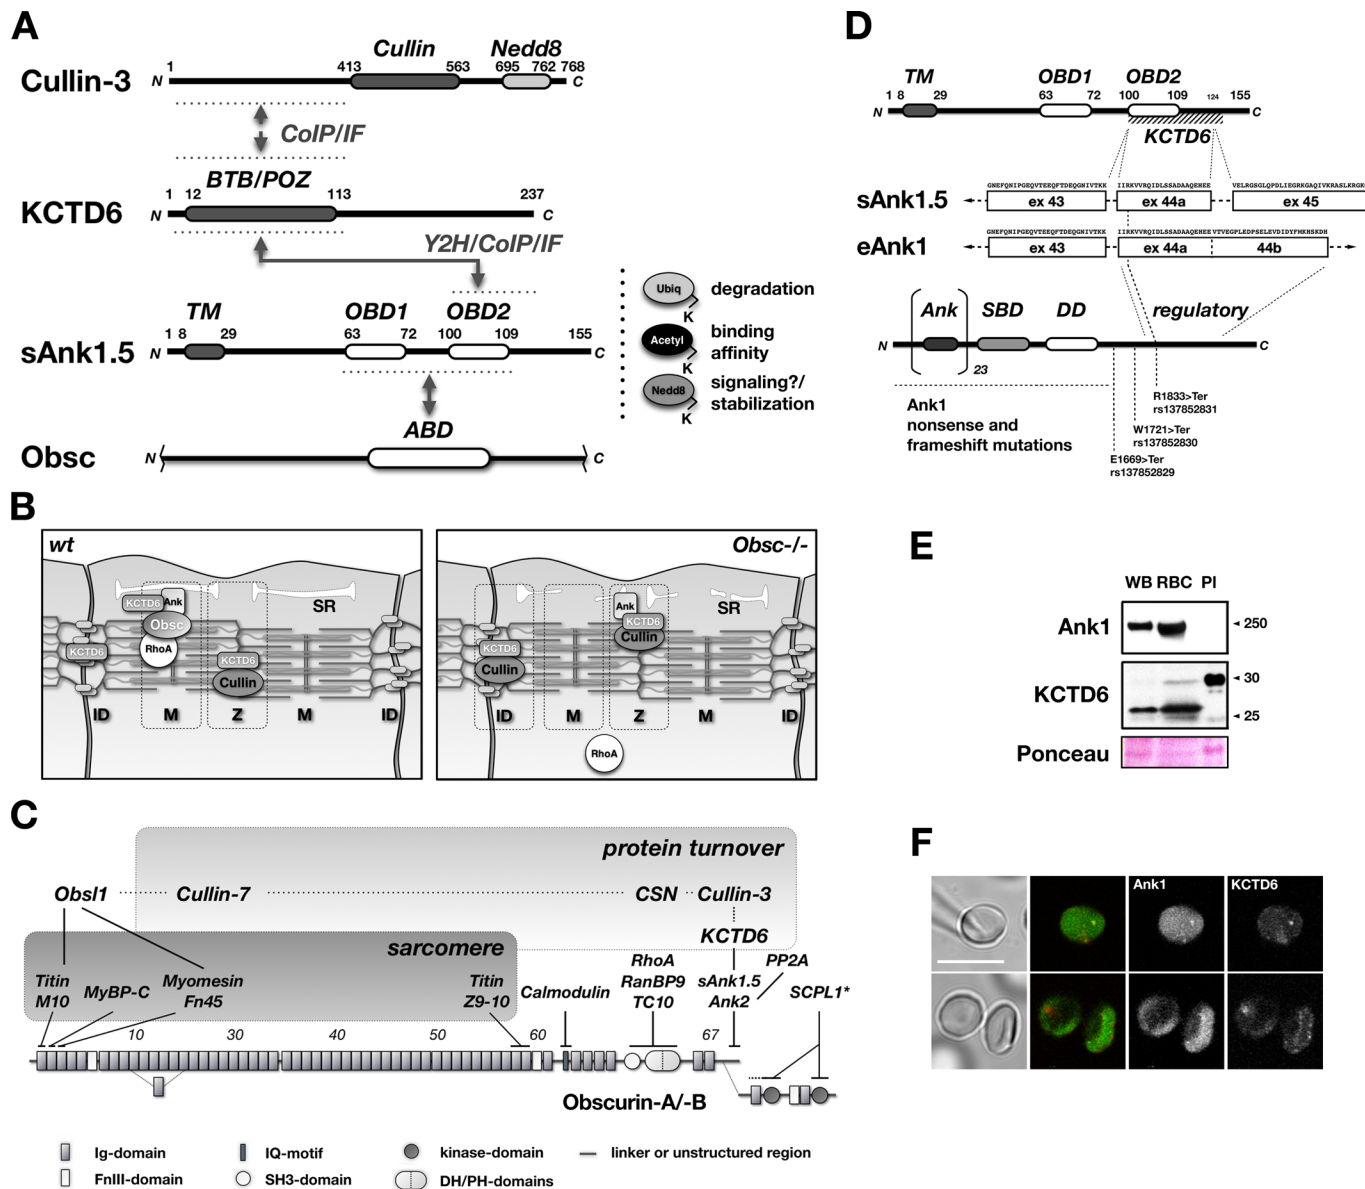 A
Cullin Nedd8
1 413 563 695 762 768
Cullin-3 N C
CoIP/IF
BTB/POZ
1 12 113 237
KCTD6 N C
Y2H/CoIP/IF
TM OBD1 OBD2
1 8 29 63 72 100 109 155
sAnk1.5 N C
ABD
Obsc N C
Ubiq K degradation
Acetyl K binding
affinity
Nedd8 K signaling?/
stabilization
B
wt
KCTD6 Ank
Obsc
SR
RhoA
KCTD6
KCTD6
Cullin
ID M Z M ID
Obsc-/-
Ank
SR
KCTD6
Cullin
KCTD6
Cullin
ID M Z M ID
RhoA
C
protein turnover
Obsl1 Cullin-7 CSN Cullin-3
KCTD6
sarcomere
Titin
M10
MyBP-C
Myomesin
Fn45
Titin
Z9-10
Calmodulin
RhoA
RanBP9
TC10
sAnk1.5
Ank2
PP2A
SCPL1*
10 30 40 50 60 67
Obscurin-A/-B
Ig-domain IQ-motif kinase-domain linker or unstructured region
FnIII-domain SH3-domain DH/PH-domains
D
TM OBD1 OBD2
1 8 29 63 72 100 109 124 155
N C
KCTD6
GNEFQNIPGEQVTEEQFTDEQGNIVTKK IIRKVVRQIDLSSADAAQEHEE VELRGSGLQPDLIEGRKGAQIVKRASLKRGK
sAnk1.5 ex 43 ex 44a ex 45
GNEFQNIPGEQVTEEQFTDEQGNIVTKK IIRKVVRQIDLSSADAAQEHEE VTVEGPLEDPSELEVDIDYFMKHSKDH
eAnk1 ex 43 ex 44a 44b
Ank SBD DD regulatory
N C
23
Ank1
nonsense and
frameshift mutations
R1833>Ter
rs137852831
W1721>Ter
rs137852830
E1669>Ter
rs137852829
E
WB RBC PI
Ank1 250
KCTD6 30
25
Ponceau
F
Ank1 KCTD6